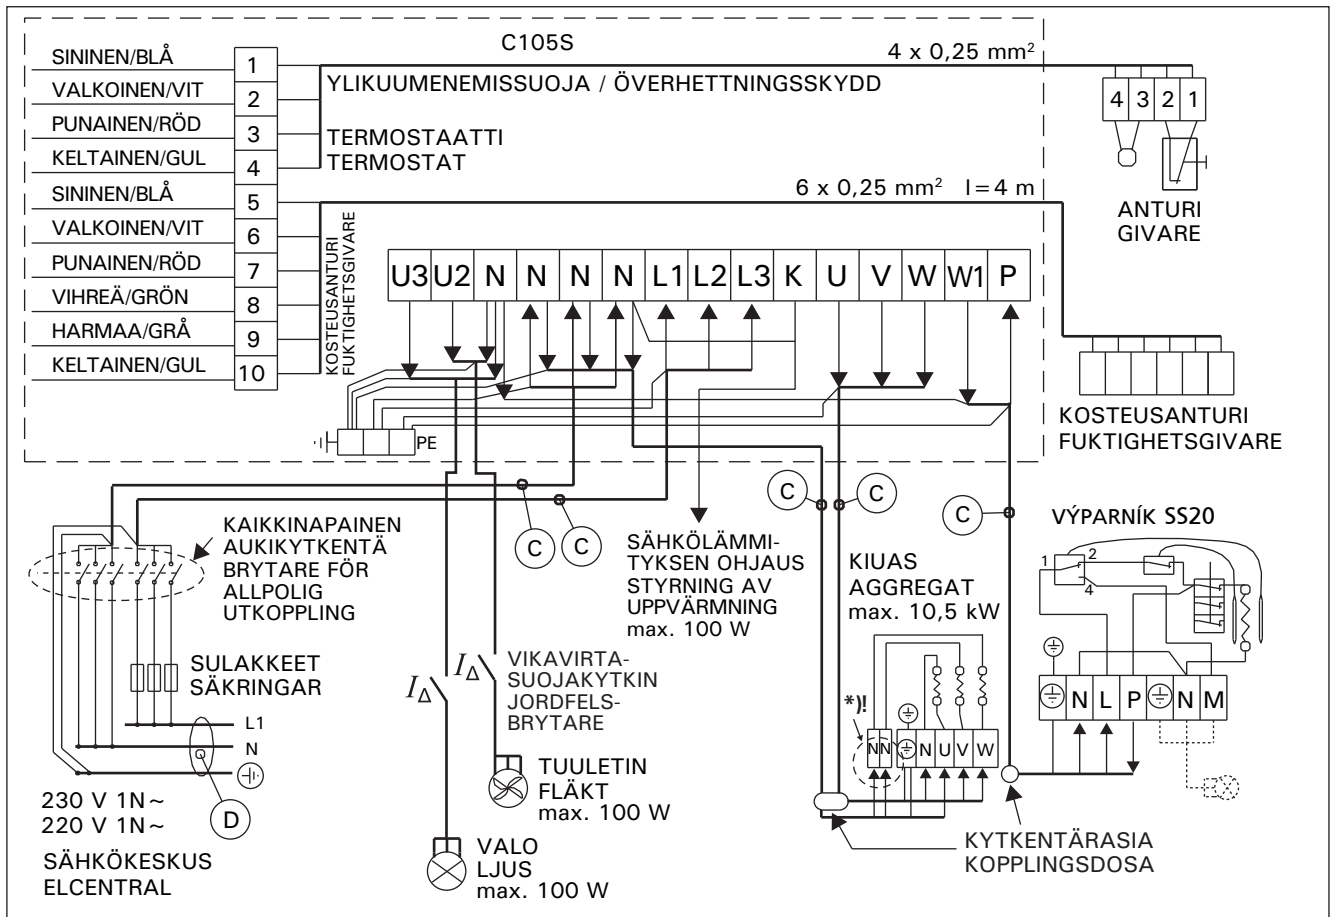 C105S
4 x 0,25 mm²
SININEN/BLÅ 1
VALKOINEN/VIT 2
PUNAINEN/RÖD 3
KELTAINEN/GUL 4
SININEN/BLÅ 5
VALKOINEN/VIT 6
PUNAINEN/RÖD 7
VIHREÄ/GRÖN 8
HARMAA/GRÅ 9
KELTAINEN/GUL 10
YLIKUUMENEMISSUOJA / ÖVERHETTNINGSSKYDD
TERMOSTAATTI
TERMOSTAT
4 3 2 1
ANTURI
GIVARE
6 x 0,25 mm² l=4 m
KOSTEUSANTURI
FUKTIGHETSGIVARE
U3 U2 N N N N L1 L2 L3 K U V W W1 P
PE
KOSTEUSANTURI
FUKTIGHETSGIVARE
KAIKKINAPAINEN
AUKIKYTKENTÄ
BRYTARE FÖR
ALLPOLIG
UTKOPPLING
C
C
C
C
C
SÄHKÖLÄMMI-
TYKSEN OHJAUS
STYRNING AV
UPPVÄRMNING
max. 100 W
KIUAS
AGGREGAT
max. 10,5 kW
VÝPARNÍK SS20
1
2
4
SULAKKEET
SÄKRINGAR
L1
N
D
230 V 1N~
220 V 1N~
SÄHKÖKESKUS
ELCENTRAL
I∆
I∆
VIKAVIRTA-
SUOJAKYTKIN
JORDFELS-
BRYTARE
TUULETIN
FLÄKT
max. 100 W
VALO
LJUS
max. 100 W
*)!
N N N U V W
N L P N M
KYTKENTÄRASIA
KOPPLINGSDOSA